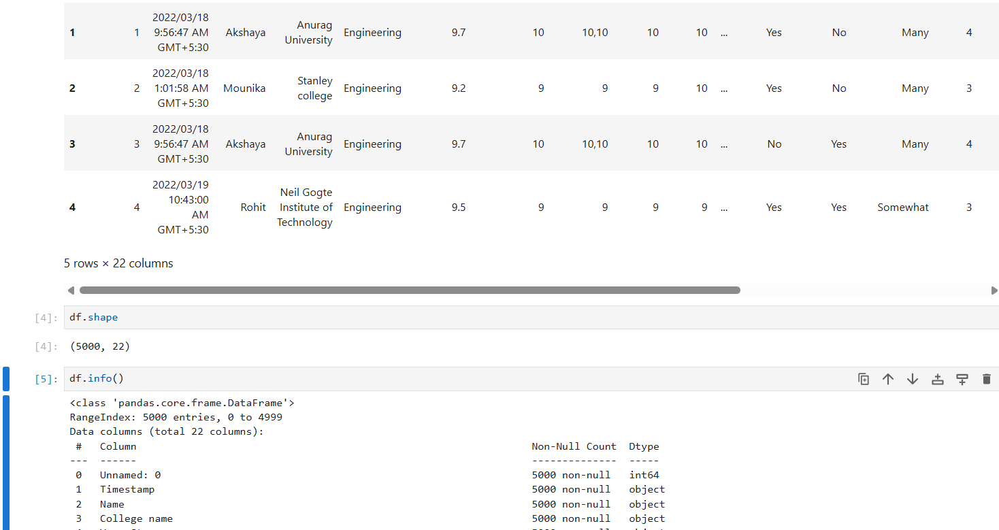 1 1 2022/03/18 9:56:47 AM GMT+5:30 Akshaya Anurag University Engineering 9.7 10 10,10 10 10 ... Yes No Many 4
2 2 2022/03/18 1:01:58 AM GMT+5:30 Mounika Stanley college Engineering 9.2 9 9 9 10 ... Yes No Many 3
3 3 2022/03/18 9:56:47 AM GMT+5:30 Akshaya Anurag University Engineering 9.7 10 10,10 10 10 ... No Yes Many 4
4 4 2022/03/19 10:43:00 AM GMT+5:30 Rohit Neil Gogte Institute of Technology Engineering 9.5 9 9 9 9 ... Yes Yes Somewhat 3
5 rows × 22 columns
[4]: df.shape
[4]: (5000, 22)
[5]: df.info()
<class 'pandas.core.frame.DataFrame'>
RangeIndex: 5000 entries, 0 to 4999
Data columns (total 22 columns):
# Column Non-Null Count Dtype
--- ------ -------------- -----
0 Unnamed: 0 5000 non-null int64
1 Timestamp 5000 non-null object
2 Name 5000 non-null object
3 College name 5000 non-null object